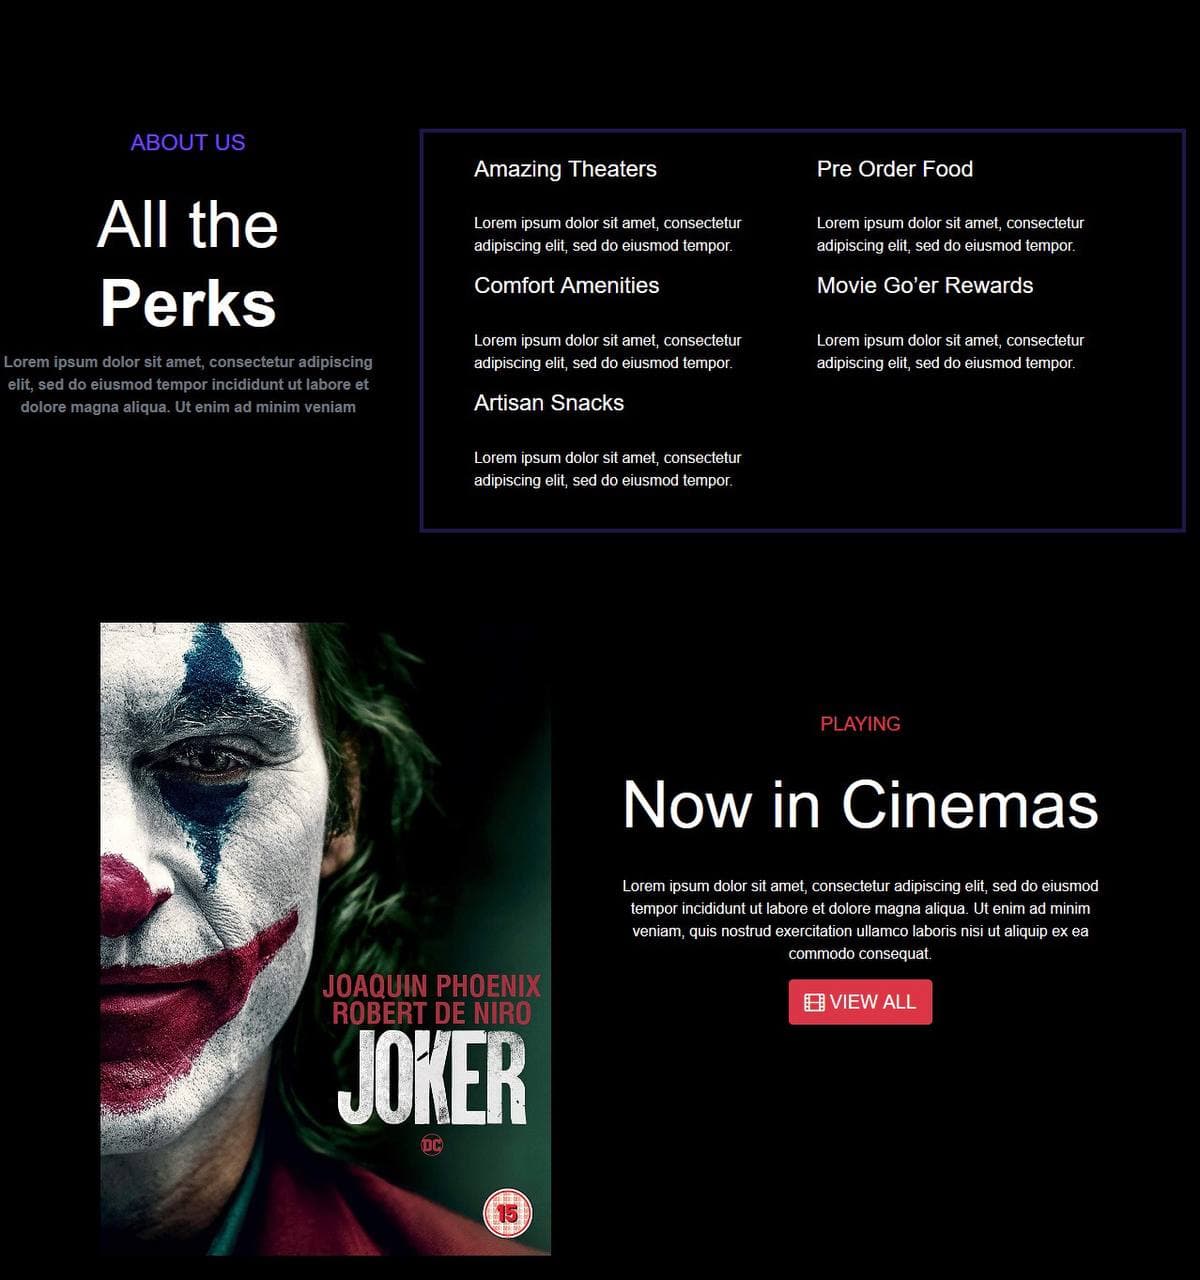 ABOUT US
All the
Perks
Lorem ipsum dolor sit amet, consectetur adipiscing
elit, sed do eiusmod tempor incididunt ut labore et
dolore magna aliqua. Ut enim ad minim veniam
Amazing Theaters
Lorem ipsum dolor sit amet, consectetur
adipiscing elit, sed do eiusmod tempor.
Pre Order Food
Lorem ipsum dolor sit amet, consectetur
adipiscing elit, sed do eiusmod tempor.
Comfort Amenities
Lorem ipsum dolor sit amet, consectetur
adipiscing elit, sed do eiusmod tempor.
Movie Go'er Rewards
Lorem ipsum dolor sit amet, consectetur
adipiscing elit, sed do eiusmod tempor.
Artisan Snacks
Lorem ipsum dolor sit amet, consectetur
adipiscing elit, sed do eiusmod tempor.
JOAQUIN PHOENIX
ROBERT DE NIRO
JOKER
DC
15
PLAYING
Now in Cinemas
Lorem ipsum dolor sit amet, consectetur adipiscing elit, sed do eiusmod
tempor incididunt ut labore et dolore magna aliqua. Ut enim ad minim
veniam, quis nostrud exercitation ullamco laboris nisi ut aliquip ex ea
commodo consequat.
VIEW ALL